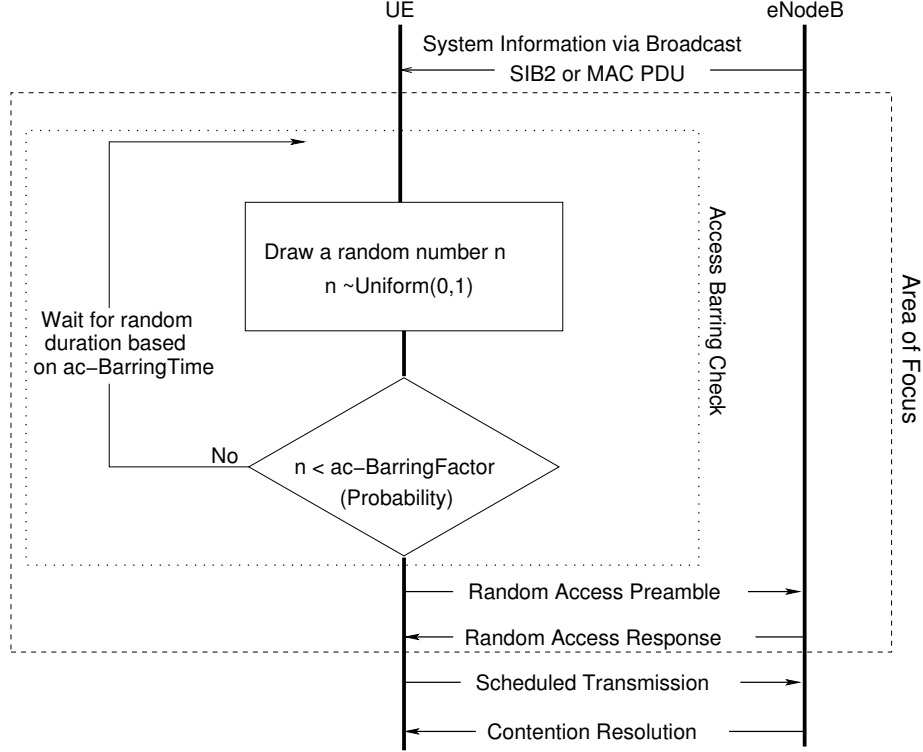 UE
eNodeB
System Information via Broadcast
SIB2 or MAC PDU
Draw a random number n
n ~Uniform(0,1)
Access Barring Check
Area of Focus
Wait for random
duration based
on ac−BarringTime
No
n < ac−BarringFactor
(Probability)
Random Access Preamble
Random Access Response
Scheduled Transmission
Contention Resolution